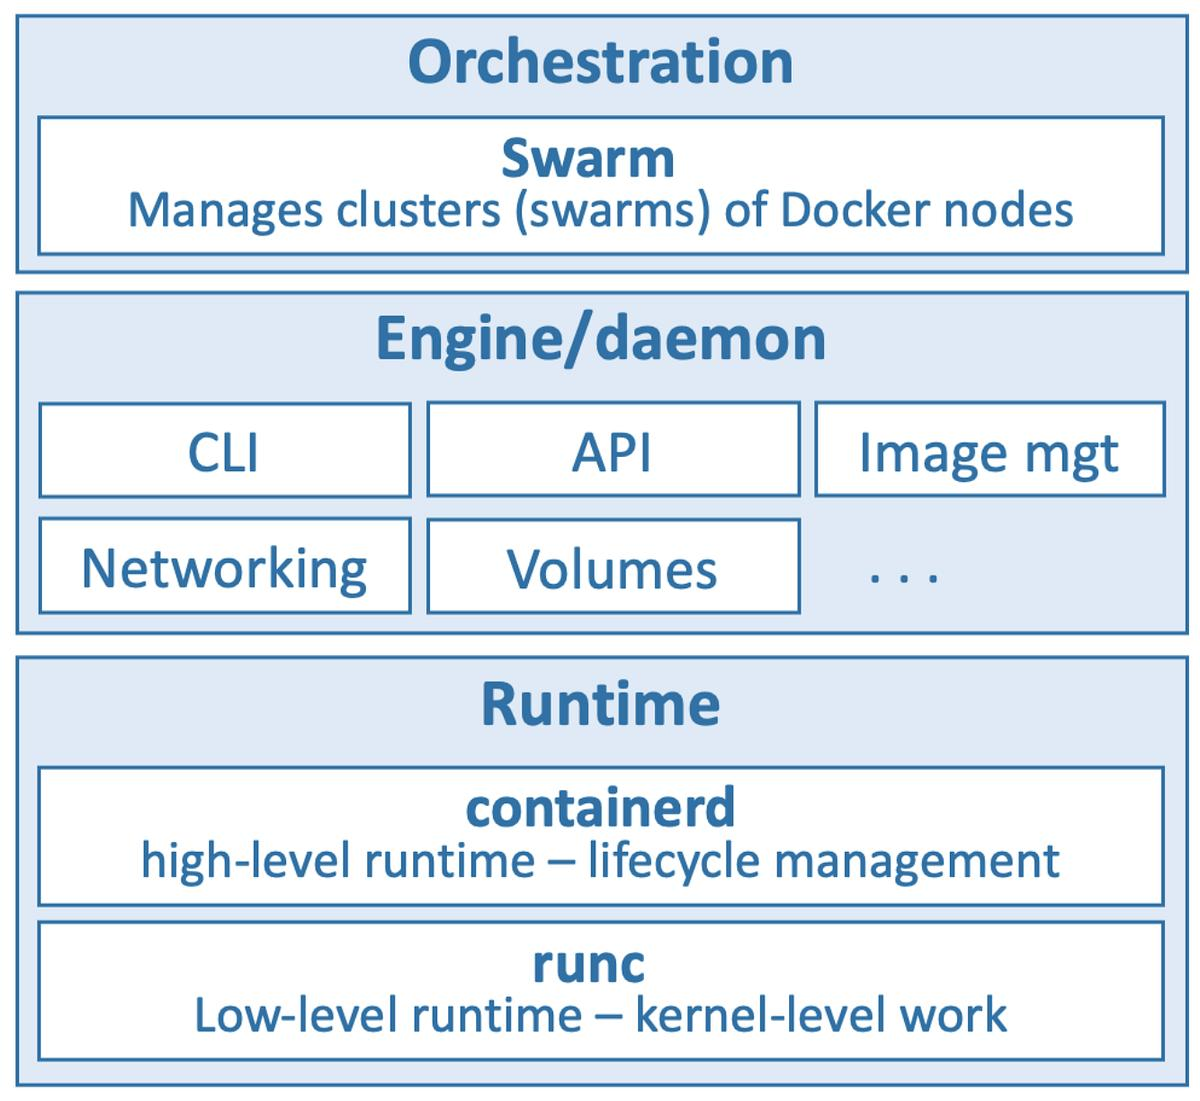 Orchestration
Swarm
Manages clusters (swarms) of Docker nodes
Engine/daemon
CLI
API
Image mgt
Networking
Volumes
. . .
Runtime
containerd
high-level runtime – lifecycle management
runc
Low-level runtime – kernel-level work